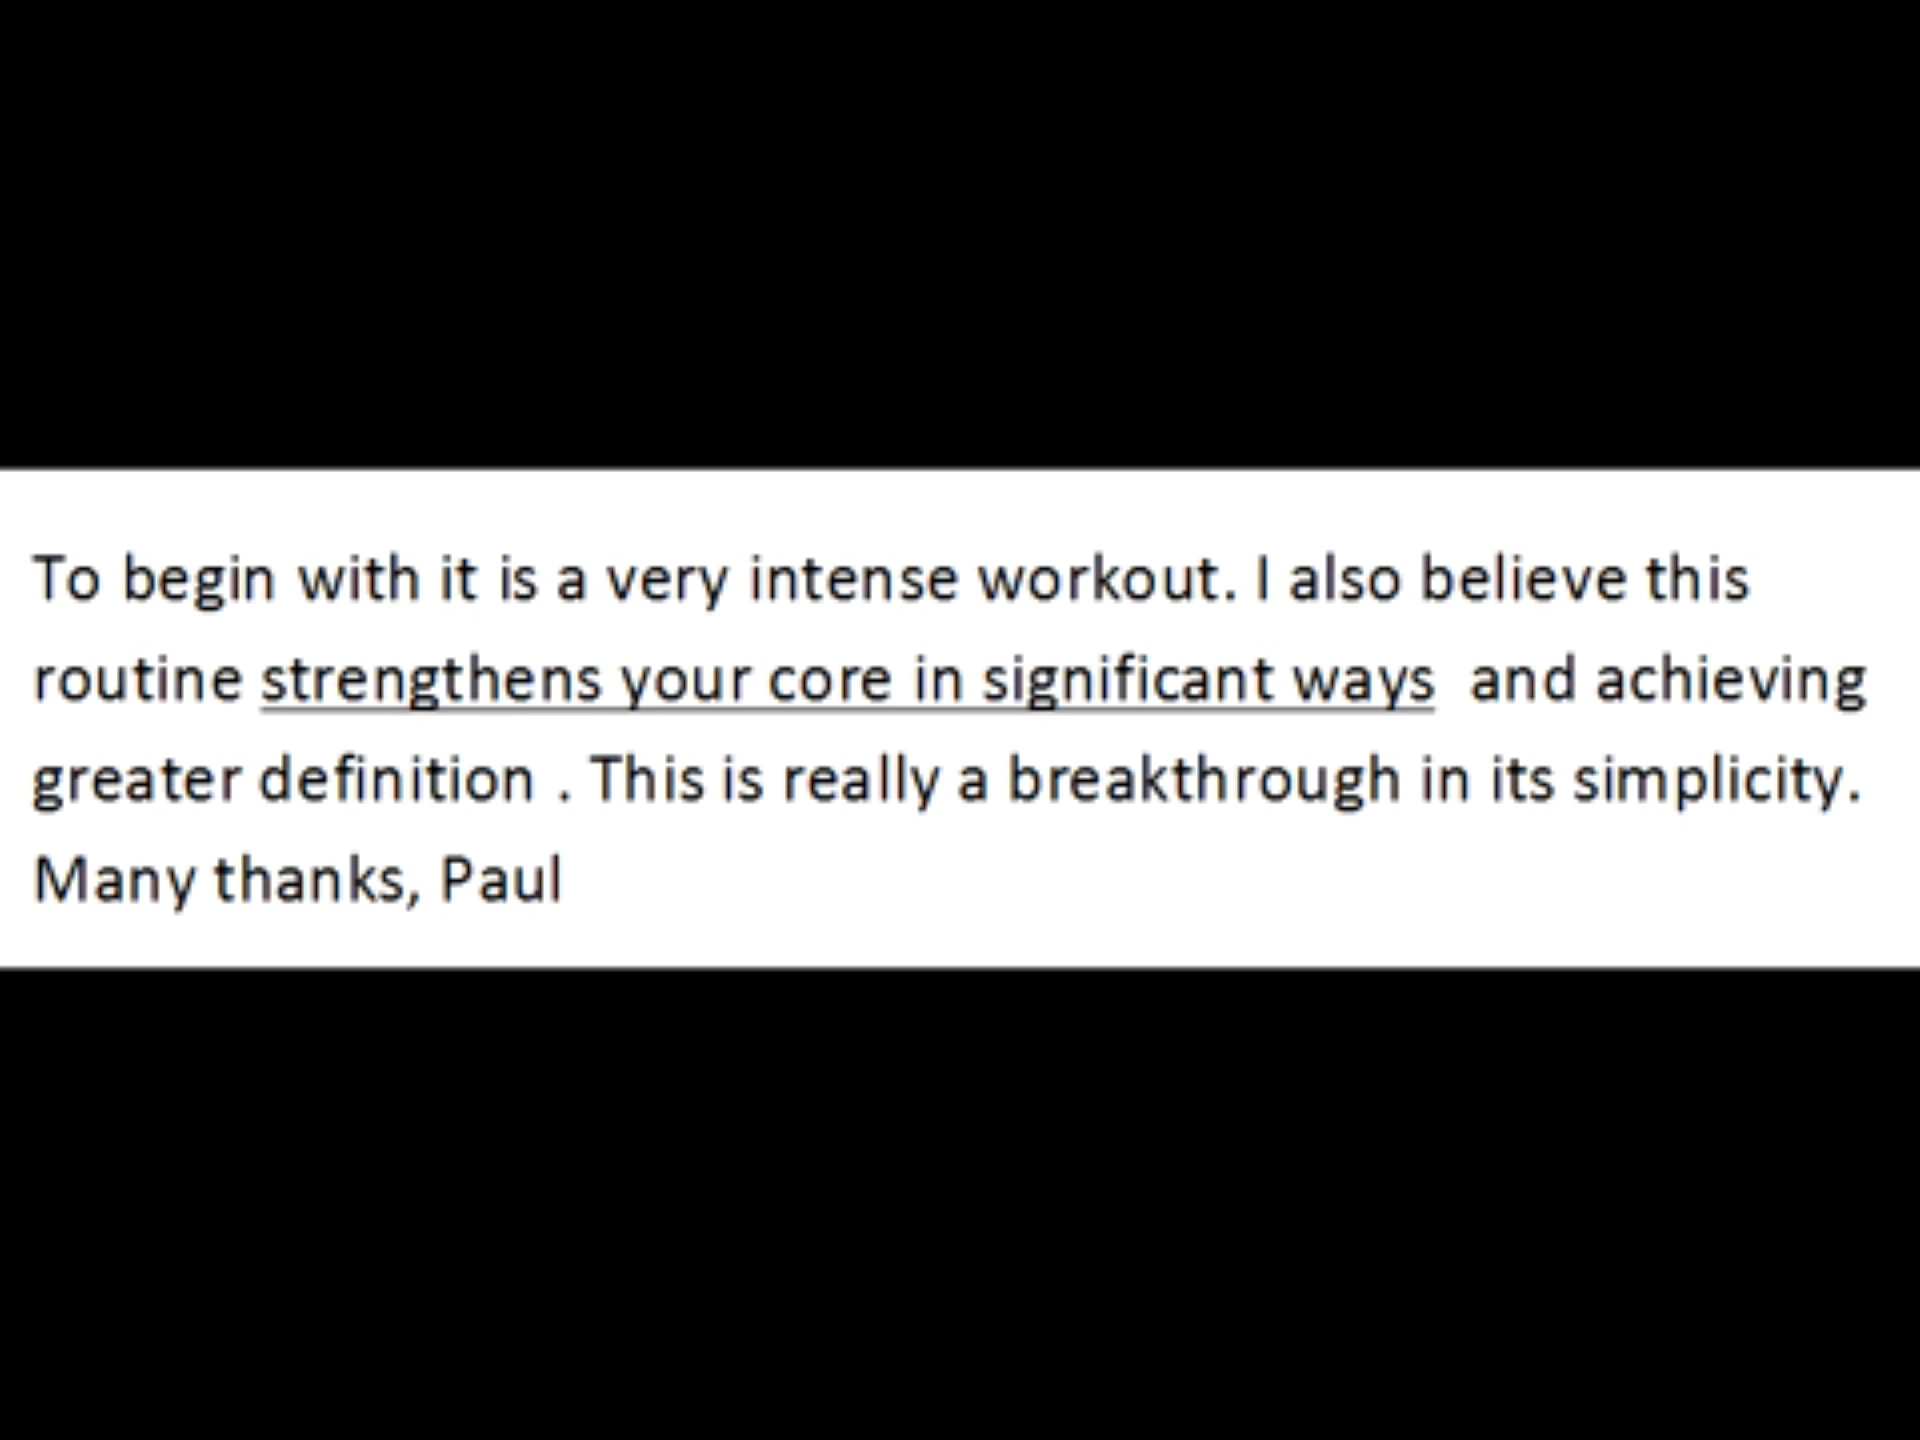 To begin with it is a very intense workout. I also believe this
routine strengthens your core in significant ways  and achieving
greater definition . This is really a breakthrough in its simplicity.
Many thanks, Paul